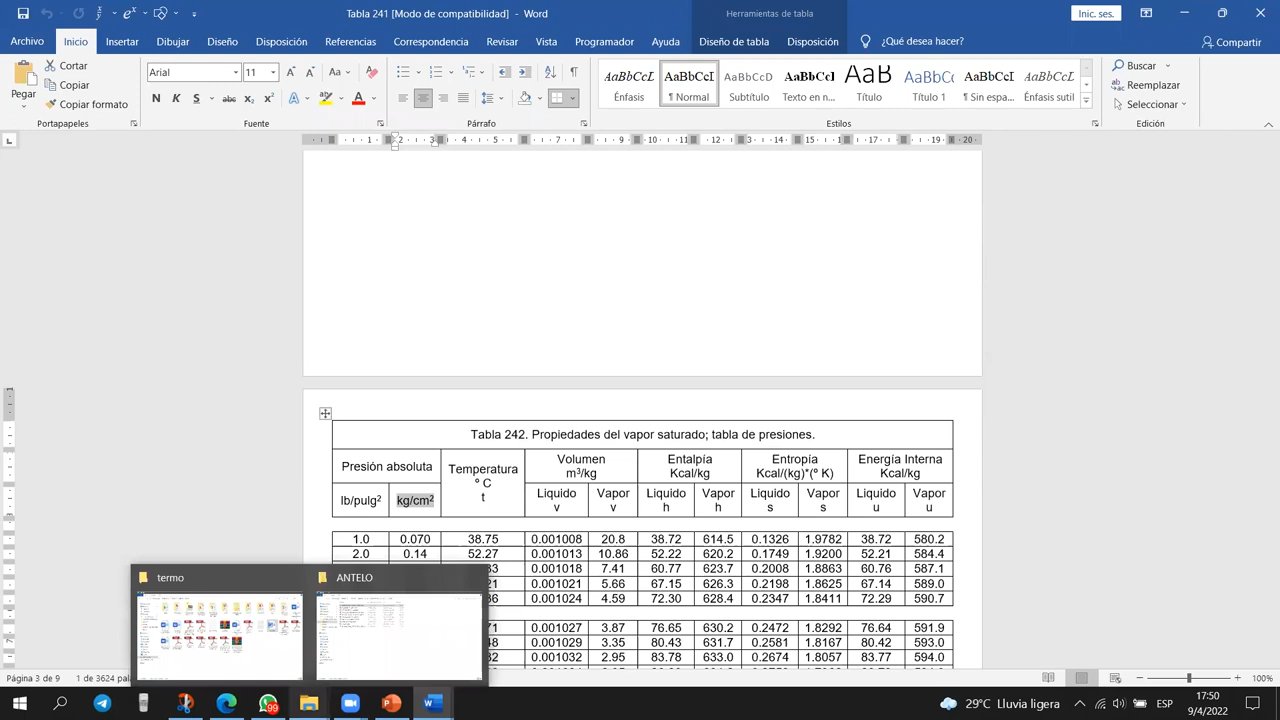 Tabla 241 [Modo de compatibilidad] - Word
Herramientas de tabla
Inic. ses.
Archivo Inicio Insertar Dibujar Diseño Disposición Referencias Correspondencia Revisar Vista Programador Ayuda Diseño de tabla Disposición ¿Qué desea hacer? Compartir
Pegar
Cortar
Copiar
Copiar formato
Portapapeles
Arial 11
N K S abc x₂ x²
Fuente
Párrafo
AaBbCcL AaBbCcI AaBbCcD AaBbCcI AaB AaBbC AaBbCcD AaBbCcL
Énfasis ¶ Normal Subtítulo Texto en n... Título Título 1 ¶ Sin espa... Énfasis sutil
Estilos
Buscar
Reemplazar
Seleccionar
Edición
Tabla 242. Propiedades del vapor saturado; tabla de presiones.
Presión absoluta
lb/pulg² kg/cm²
Temperatura
º C
t
Volumen
m³/kg
Liquido Vapor
v v
Entalpía
Kcal/kg
Liquido Vapor
h h
Entropía
Kcal/(kg)*(º K)
Liquido Vapor
s s
Energía Interna
Kcal/kg
Liquido Vapor
u u
1.0 0.070 38.75 0.001008 20.8 38.72 614.5 0.1326 1.9782 38.72 580.2
2.0 0.14 52.27 0.001013 10.86 52.22 620.2 0.1749 1.9200 52.21 584.4
0.001018 7.41 60.77 623.7 0.2008 1.8863 60.76 587.1
0.001021 5.66 67.15 626.3 0.2198 1.8625 67.14 589.0
0.001024 4.59 72.30 628.4 0.2347 1.8411 72.29 590.7
0.001027 3.87 76.65 630.2 0.2472 1.8292 76.64 591.9
0.001029 3.35 80.43 631.7 0.2581 1.8167 80.42 593.0
0.001032 2.95 83.78 633.0 0.2674 1.8057 83.77 594.0
termo
ANTELO
Página 3 de 9 1 de 3624 pala
100%
99
29°C Lluvia ligera
ESP
17:50
9/4/2022